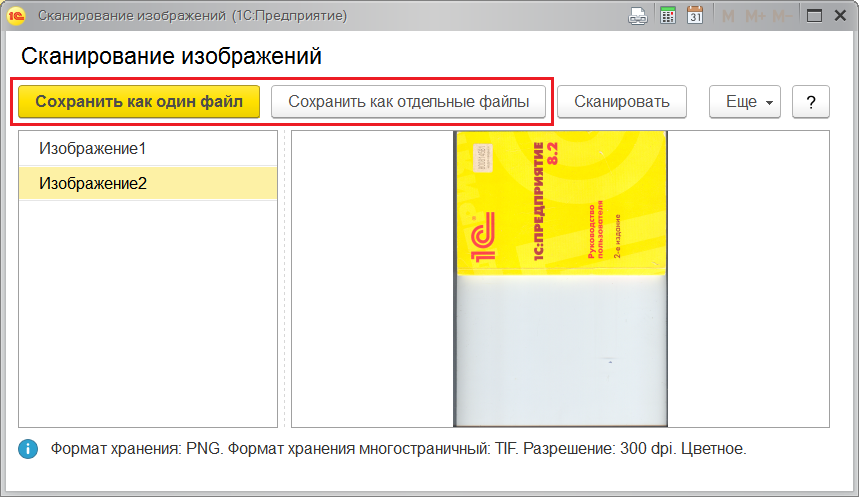 Сканирование изображений (1С:Предприятие)
31 M M+ M-
Сканирование изображений
Сохранить как один файл Сохранить как отдельные файлы Сканировать Еще ?
Изображение1
Изображение2
1С
1С:ПРЕДПРИЯТИЕ
8.2
Руководство
пользователя
2-е издание
Формат хранения: PNG. Формат хранения многостраничный: TIF. Разрешение: 300 dpi. Цветное.